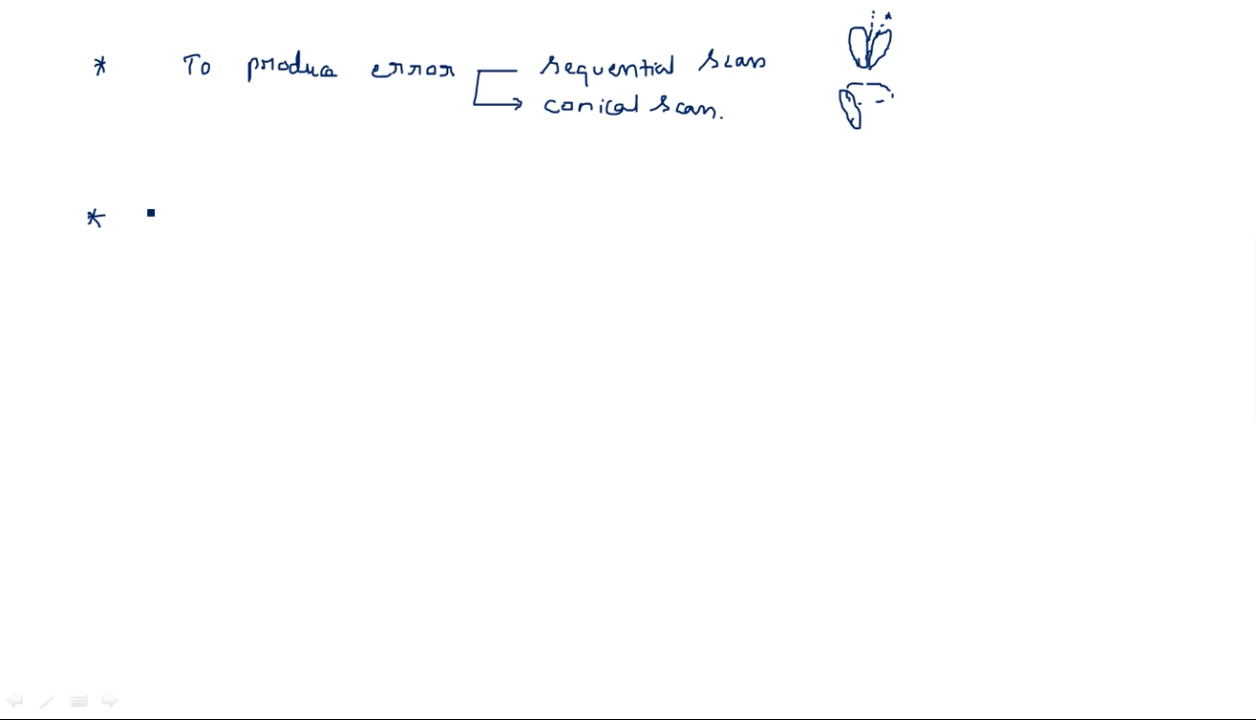 * To produce error sequential scan
conical scan.
*